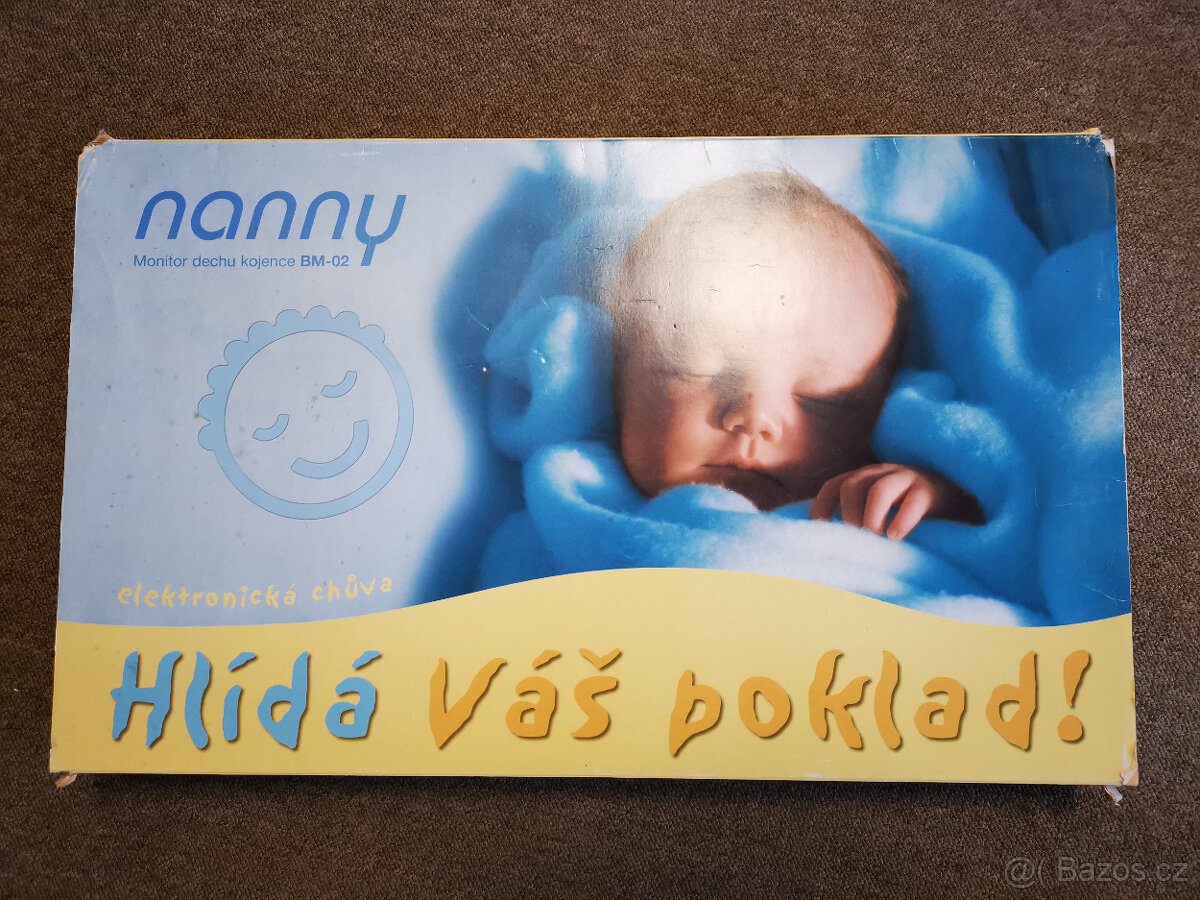 nanny
Monitor dechu kojence BM-02
elektronická chůva
Hlídá Váš poklad!
@( Bazos.cz